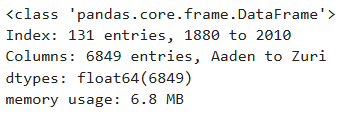 <class 'pandas.core.frame.DataFrame'>
Index: 131 entries, 1880 to 2010
Columns: 6849 entries, Aaden to Zuri
dtypes: float64(6849)
memory usage: 6.8 MB